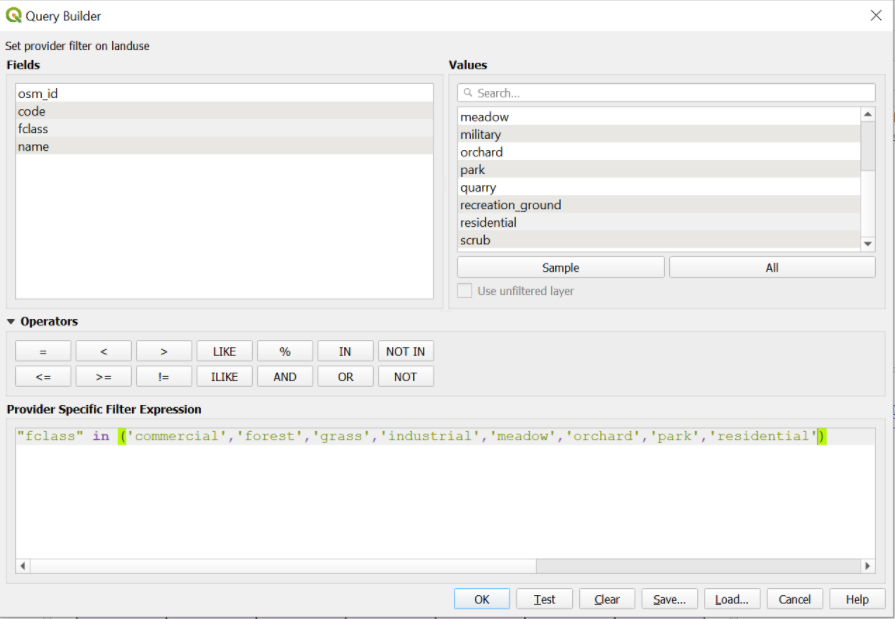 Query Builder
Set provider filter on landuse
Fields
Values
osm_id
code
fclass
name
Search...
meadow
military
orchard
park
quarry
recreation_ground
residential
scrub
Sample
All
Use unfiltered layer
Operators
= < > LIKE % IN NOT IN
<= >= != ILIKE AND OR NOT
Provider Specific Filter Expression
"fclass" in ('commercial','forest','grass','industrial','meadow','orchard','park','residential')
OK Test Clear Save... Load... Cancel Help